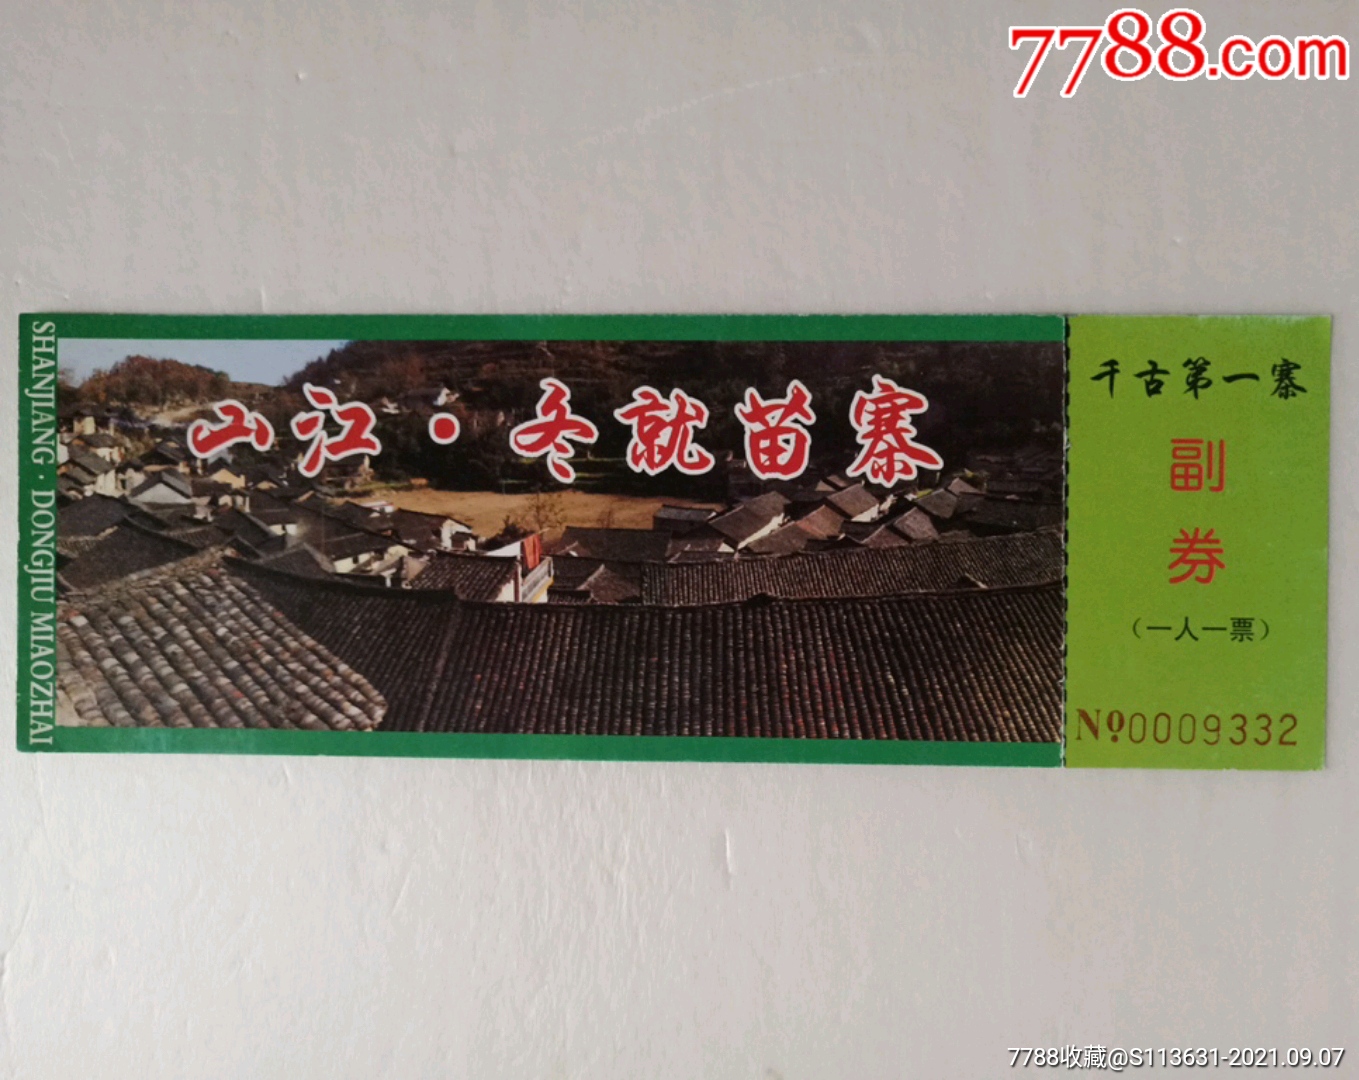 7788.com
SHANJIANG · DONGJIU MIAOZHAI
山江·冬就苗寨
千古第一寨
副
券
（一人一票）
№0009332
7788收藏@S113631-2021.09.07